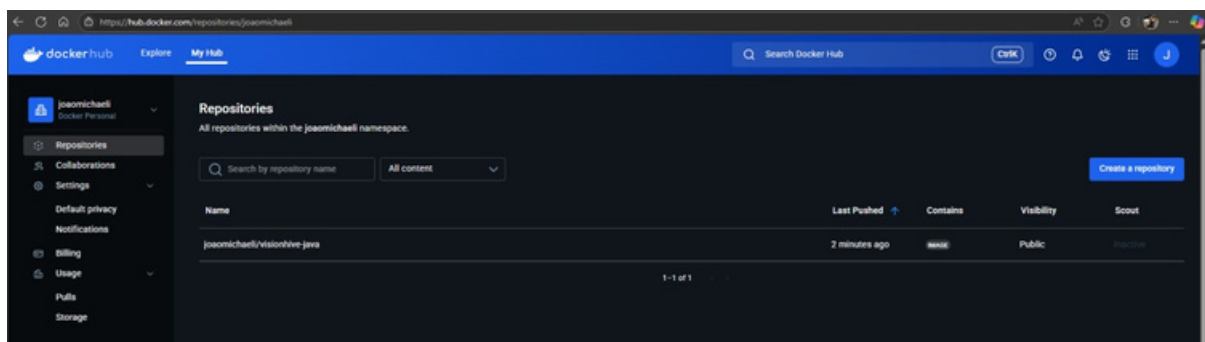 https://hub.docker.com/repositories/joaomichaeli
dockerhub Explore My Hub Search Docker Hub CtrlK J
joaomichaeli
Docker Personal
Repositories
Collaborations
Settings
Default privacy
Notifications
Billing
Usage
Pulls
Storage
Repositories
All repositories within the joaomichaeli namespace.
Search by repository name All content Create a repository
Name Last Pushed Contains Visibility Scout
joaomichaeli/visionhive-java 2 minutes ago IMAGE Public Inactive
1-1 of 1